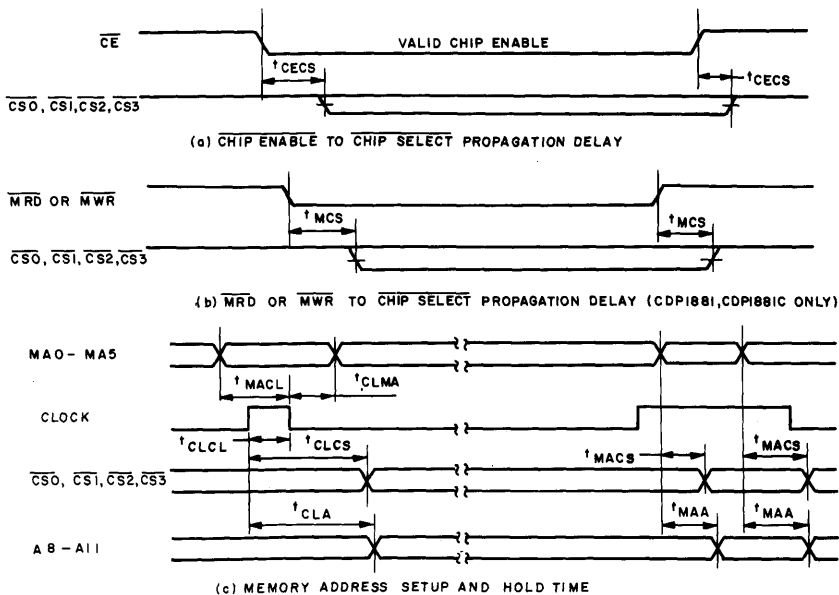 CE
VALID CHIP ENABLE
tCECS
tCECS
CS0, CS1, CS2, CS3
(a) CHIP ENABLE TO CHIP SELECT PROPAGATION DELAY
MRD OR MWR
tMCS
tMCS
CS0, CS1, CS2, CS3
(b) MRD OR MWR TO CHIP SELECT PROPAGATION DELAY (CDP1881, CDP1881C ONLY)
MA0 - MA5
tMACL
tCLMA
CLOCK
tCLCL
tCLCS
tMACS
tMACS
CS0, CS1, CS2, CS3
tCLA
tMAA
tMAA
A8 - A11
(c) MEMORY ADDRESS SETUP AND HOLD TIME